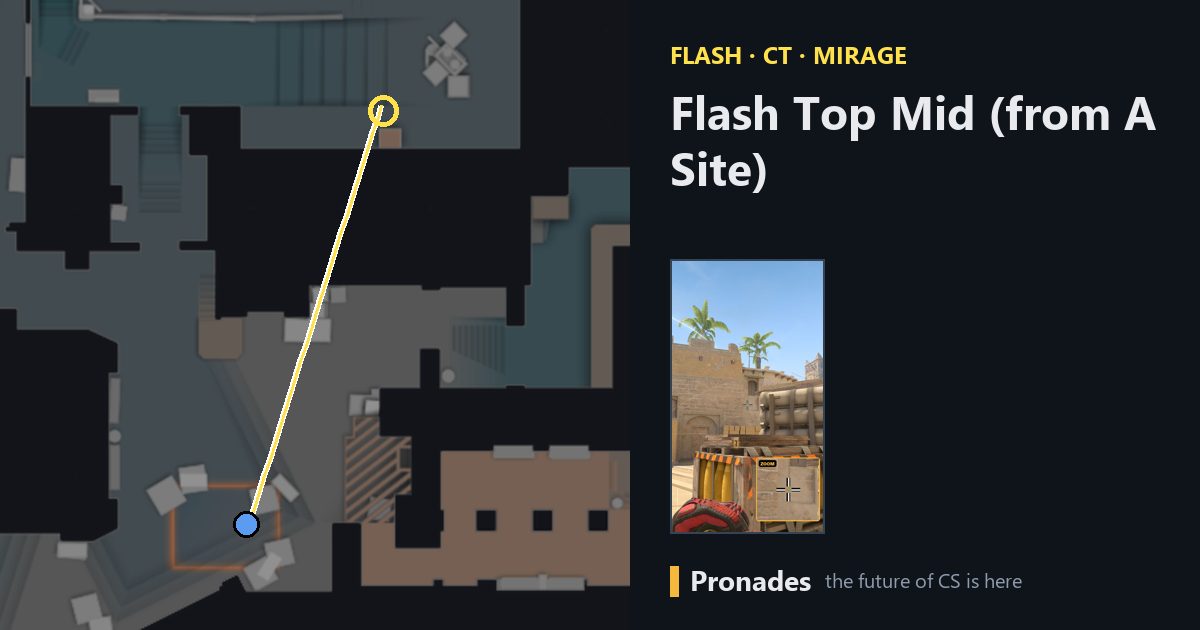 FLASH · CT · MIRAGE
Flash Top Mid (from A
Site)
ZOOM
Pronades the future of CS is here